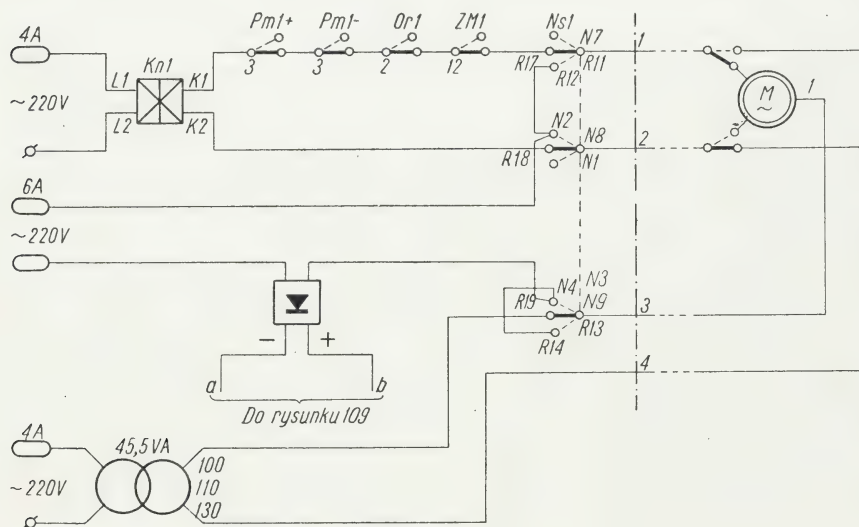 Pm1+ Pm1- Or1 ZM1 Ns1
4A
L1 Kn1 K1
3 3 2 12 R17 R12 N7 R11 1
~220V
L2 K2
M ~ 1
N2 N8 2
R18 N1
6A
~220V
N3
N4 N9 3
R19 R13
R14
- +
4
a b
Do rysunku 109
4A
45,5VA
100
~220V 110
130